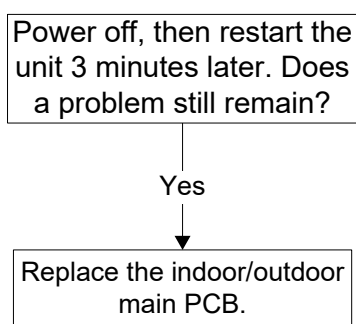 Power off, then restart the
unit 3 minutes later. Does
a problem still remain?
Yes
Replace the indoor/outdoor
main PCB.